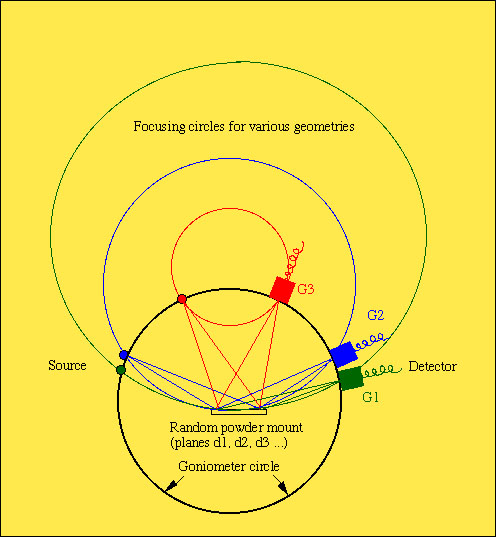 Focusing circles for various geometries
G3
G2
Source
Detector
G1
Random powder mount
(planes d1, d2, d3 ...)
Goniometer circle